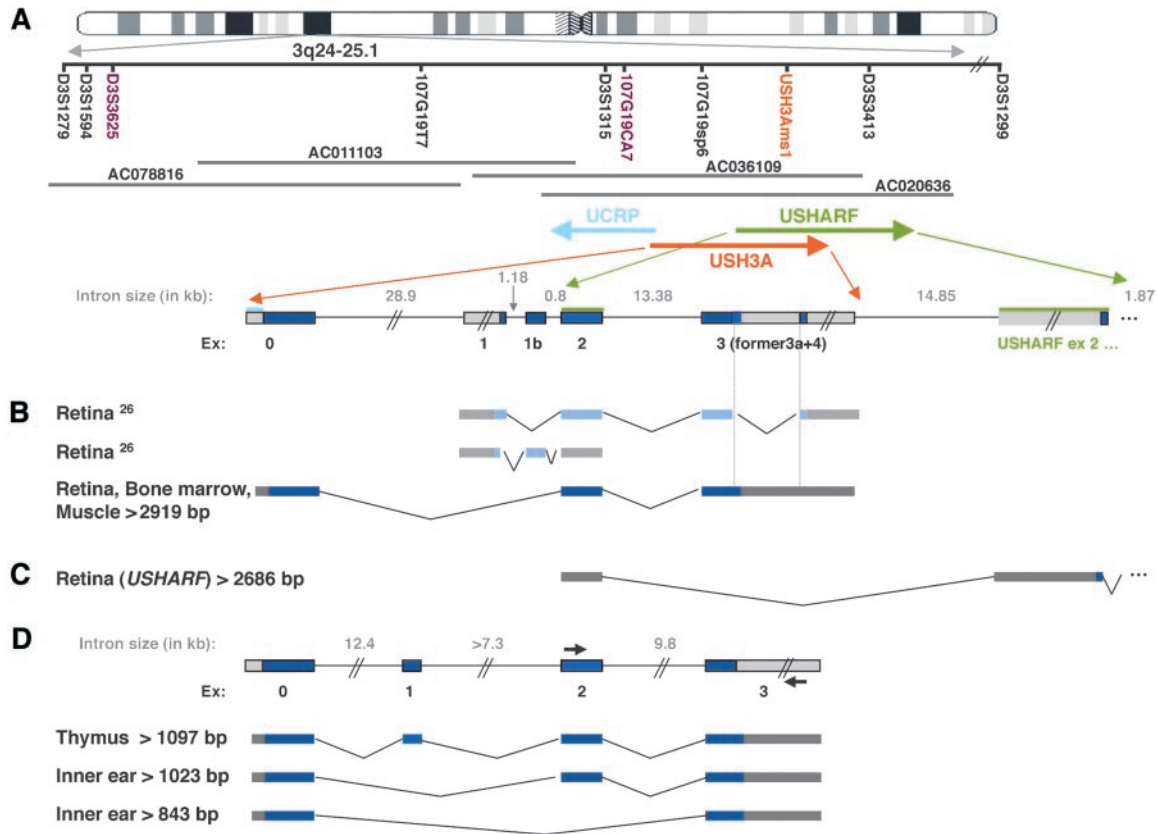 A
3q24-25.1
D3S1279
D3S1594
D3S3625
107G19T7
D3S1315
107G19CA7
107G19sp6
USH3Ams1
D3S3413
D3S1299
AC011103
AC078816
AC036109
AC020636
UCRP USHARF
USH3A
Intron size (in kb): 28.9 1.18 0.8 13.38 14.85 1.87
...
Ex: 0 1 1b 2 3 (former3a+4) USHARF ex 2 ...
B
Retina 26
Retina 26
Retina, Bone marrow,
Muscle >2919 bp
C
Retina (USHARF) > 2686 bp ...
D
Intron size (in kb): 12.4 >7.3 9.8
Ex: 0 1 2 3
Thymus > 1097 bp
Inner ear > 1023 bp
Inner ear > 843 bp